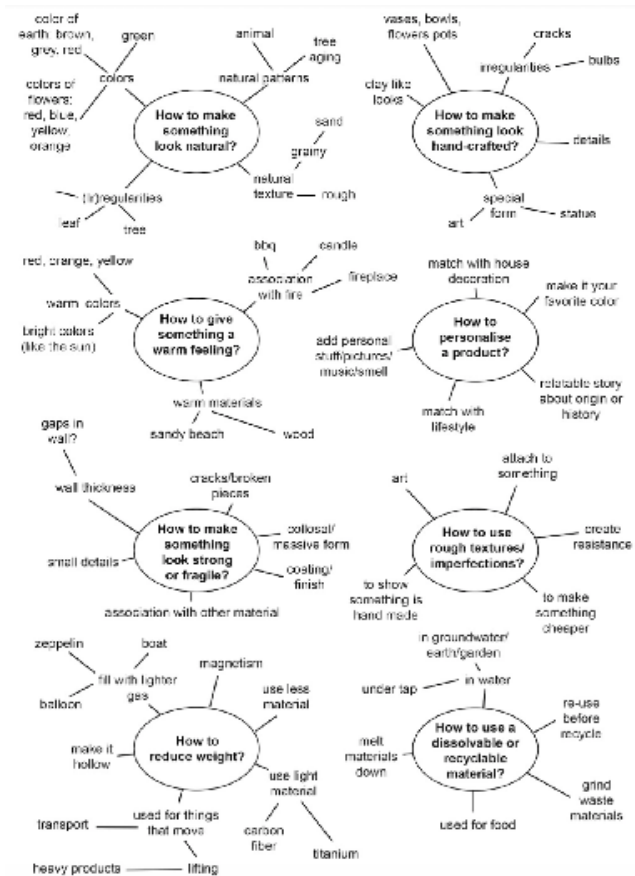 color of
earth: brown,
grey, red
green
colors
colors of
flowers:
red, blue,
yellow,
orange
animal
tree
aging
natural patterns
How to make
something
look natural?
sand
grainy
natural
texture
rough
(Ir)regularities
leaf
tree
vases, bowls,
flowers pots
cracks
irregularities
bulbs
clay like
looks
How to make
something look
hand-crafted?
details
special
form
art
statue
red, orange, yellow
warm colors
bright colors
(like the sun)
bbq
candle
association
with fire
fireplace
How to give
something a
warm feeling?
warm materials
sandy beach
wood
match with house
decoration
make it your
favorite color
How to
personalise
a product?
add personal
stuff/pictures/
music/smell
match with
lifestyle
relatable story
about origin or
history
gaps in
wall?
wall thickness
cracks/broken
pieces
How to make
something
look strong
or fragile?
collosal/
massive form
small details
coating/
finish
association with other material
art
attach to
something
How to use
rough textures/
imperfections?
create
resistance
to show
something is
hand made
to make
something
cheaper
zeppelin
boat
fill with lighter
gas
balloon
magnetism
use less
material
How to
reduce weight?
make it
hollow
use light
material
used for things
that move
transport
carbon
fiber
titanium
heavy products
lifting
in groundwater/
earth/garden
in water
under tap
re-use
before
recycle
How to use a
dissolvable or
recyclable
material?
melt
materials
down
grind
waste
materials
used for food